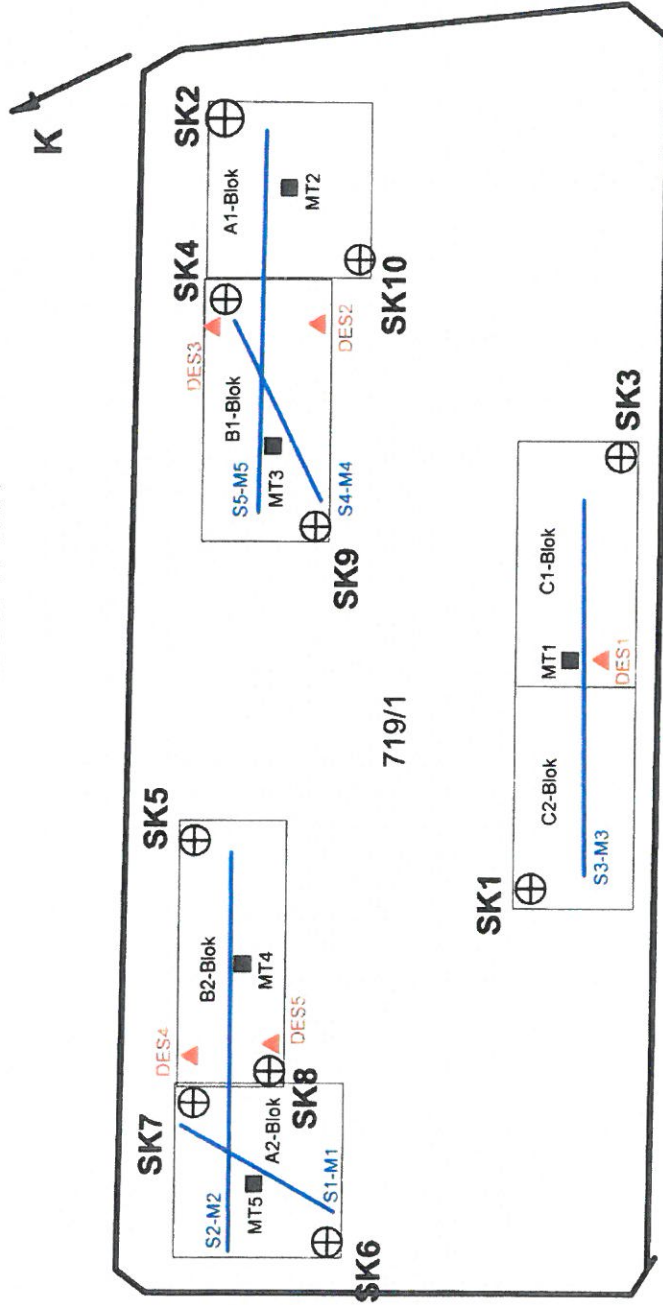 K
SK2
A1-Blok
MT2
SK4
SK10
DES3
DES2
B1-Blok
S5-M5
MT3
S4-M4
SK9
SK3
C1-Blok
MT1
DES1
719/1
C2-Blok
S3-M3
SK1
SK5
B2-Blok
MT4
DES4
DES5
SK7
SK8
A2-Blok
S2-M2
MT5
S1-M1
SK6